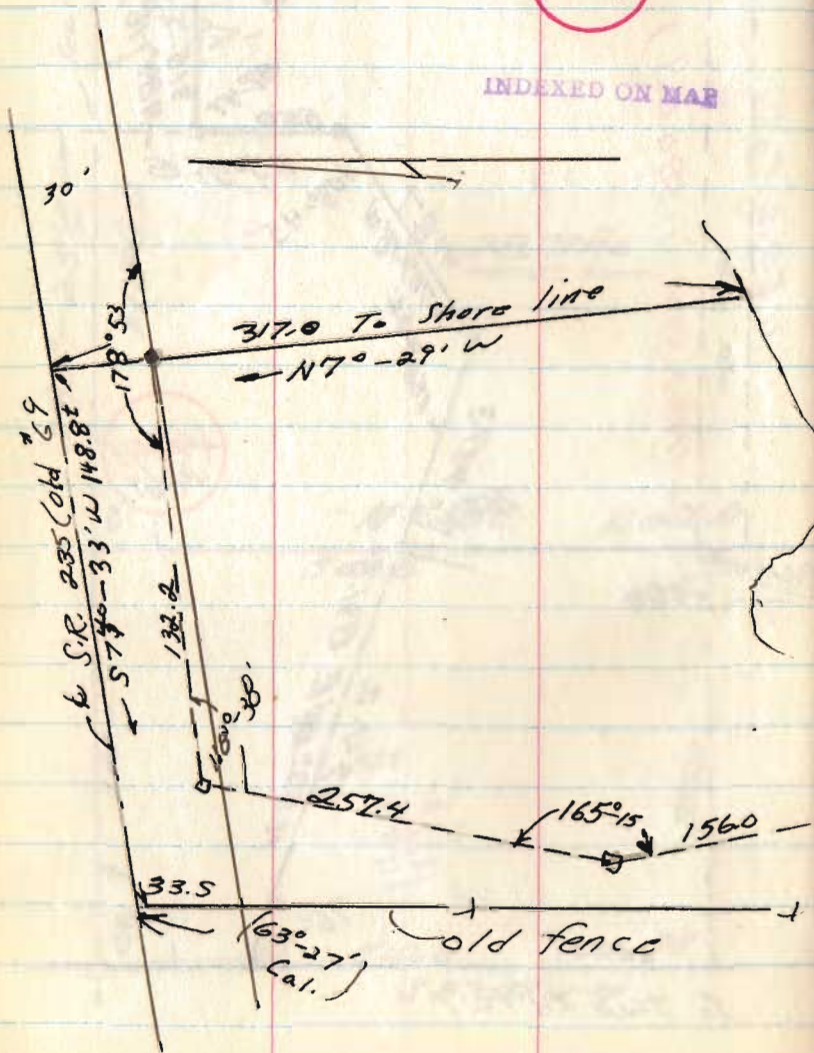 INDEXED ON MAP
30'
178°53
317.0 To Shore line
N7°-29' W
℄ S.R. 235 (old #69
S74°-33' W 148.8±
132.2
257.4
165°15
156.0
33.5
(63°-27'
Cal.)
old fence